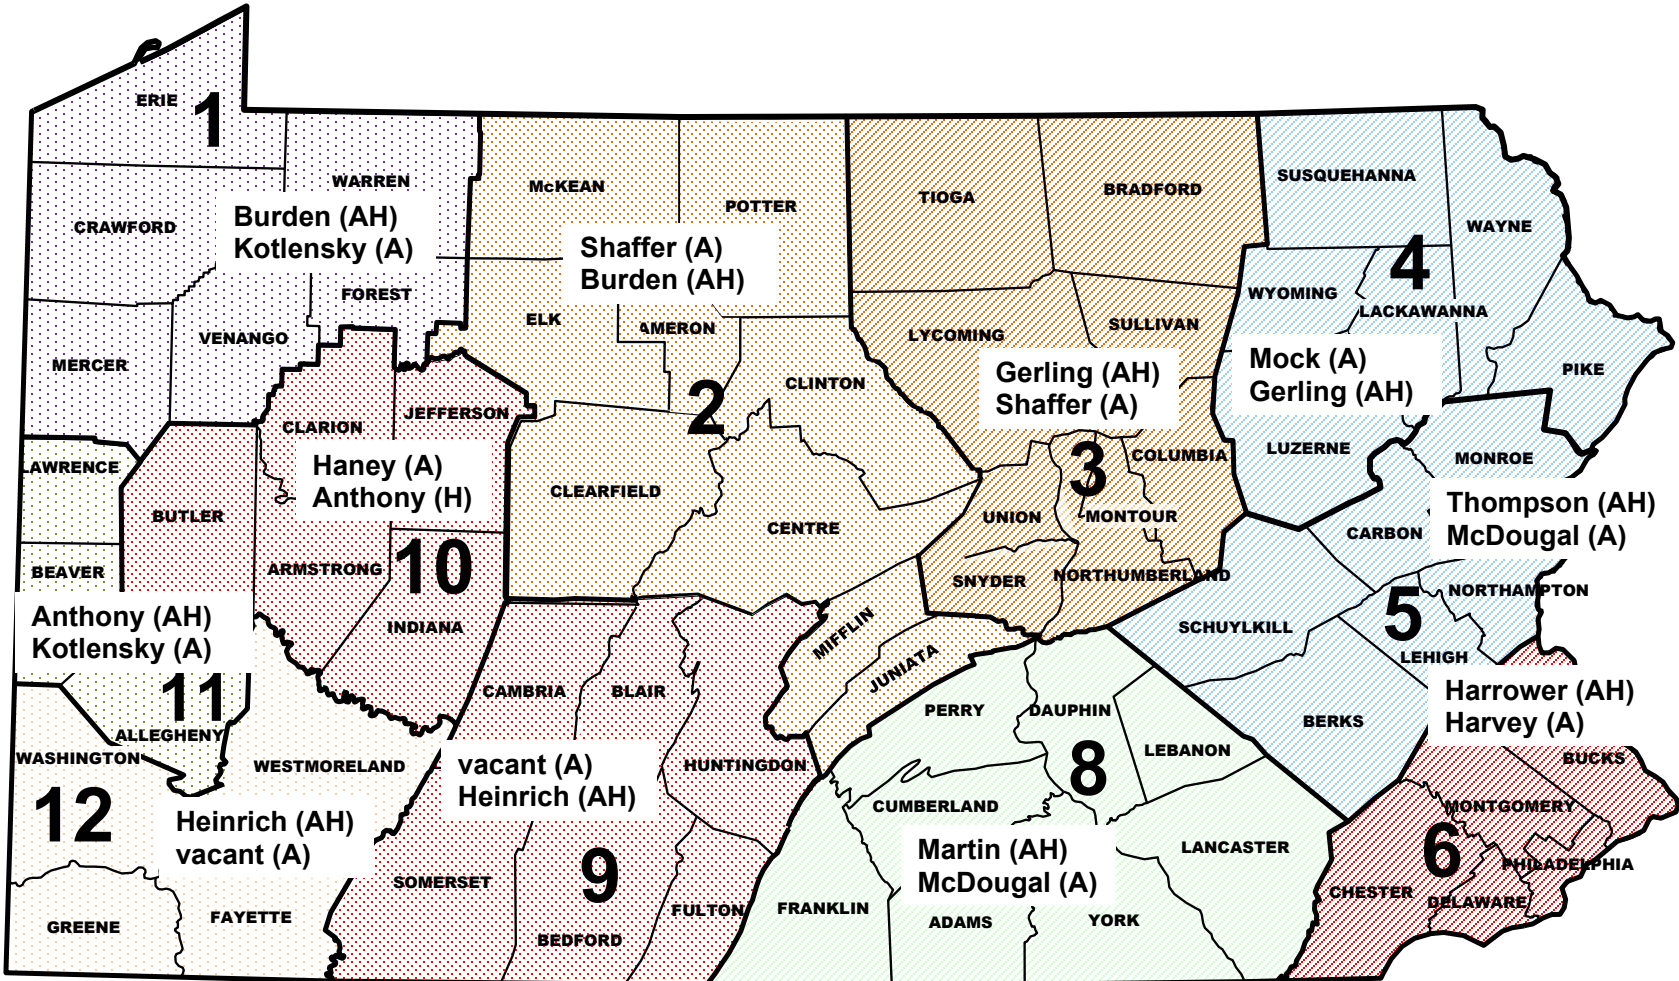 ERIE
1
WARREN
CRAWFORD
Burden (AH)
Kotlensky (A)
FOREST
VENANGO
MERCER
McKEAN
POTTER
Shaffer (A)
Burden (AH)
ELK
AMERON
CLINTON
2
CLEARFIELD
CENTRE
MIFFLIN
JUNIATA
TIOGA
BRADFORD
LYCOMING
SULLIVAN
Gerling (AH)
Shaffer (A)
COLUMBIA
3
UNION
MONTOUR
SNYDER
NORTHUMBERLAND
SUSQUEHANNA
WAYNE
4
WYOMING
LACKAWANNA
Mock (A)
Gerling (AH)
PIKE
LUZERNE
MONROE
Thompson (AH)
McDougal (A)
CARBON
NORTHAMPTON
5
SCHUYLKILL
LEHIGH
BERKS
Harrower (AH)
Harvey (A)
BUCKS
MONTGOMERY
6
PHILADELPHIA
CHESTER
DELAWARE
PERRY
DAUPHIN
LEBANON
8
CUMBERLAND
LANCASTER
Martin (AH)
McDougal (A)
FRANKLIN
ADAMS
YORK
CAMBRIA
BLAIR
HUNTINGDON
vacant (A)
Heinrich (AH)
SOMERSET
9
FULTON
BEDFORD
JEFFERSON
CLARION
Haney (A)
Anthony (H)
BUTLER
10
ARMSTRONG
INDIANA
LAWRENCE
BEAVER
Anthony (AH)
Kotlensky (A)
11
ALLEGHENY
WASHINGTON
WESTMORELAND
12
Heinrich (AH)
vacant (A)
GREENE
FAYETTE